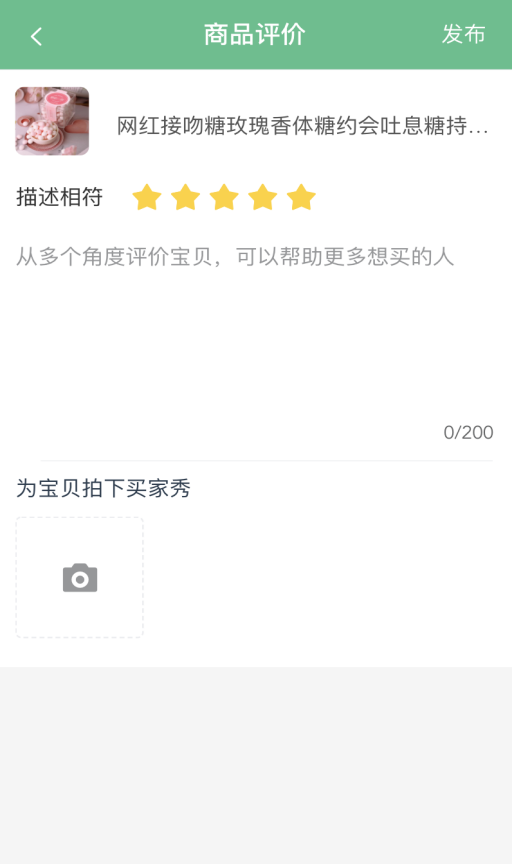 商品评价
发布
网红接吻糖玫瑰香体糖约会吐息糖持...
描述相符
从多个角度评价宝贝，可以帮助更多想买的人
0/200
为宝贝拍下买家秀